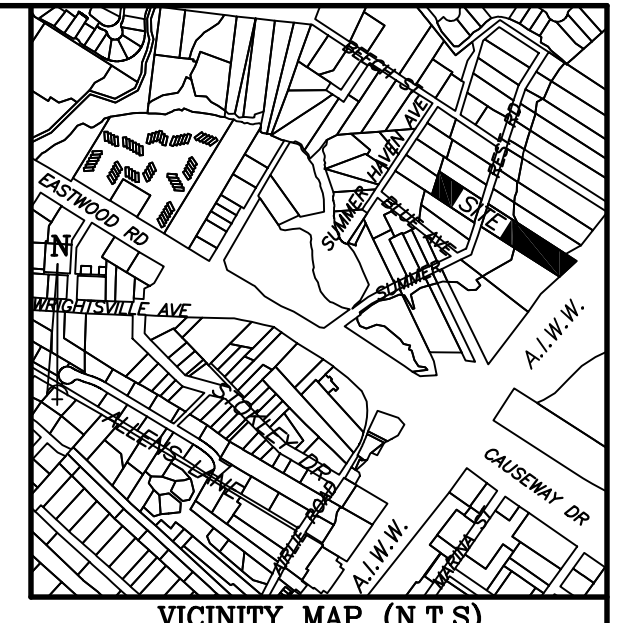 BEECH ST
REST RD
SUMMER HAVEN AVE
EASTWOOD RD
SITE
BLUE AVE
N
SUMMER
WRIGHTSVILLE AVE
A.I.W.W.
STOKLEY DR
ALLENS LANE
CAUSEWAY DR
AIRLIE ROAD
A.I.W.W.
MARINA ST
VICINITY MAP (N.T.S)